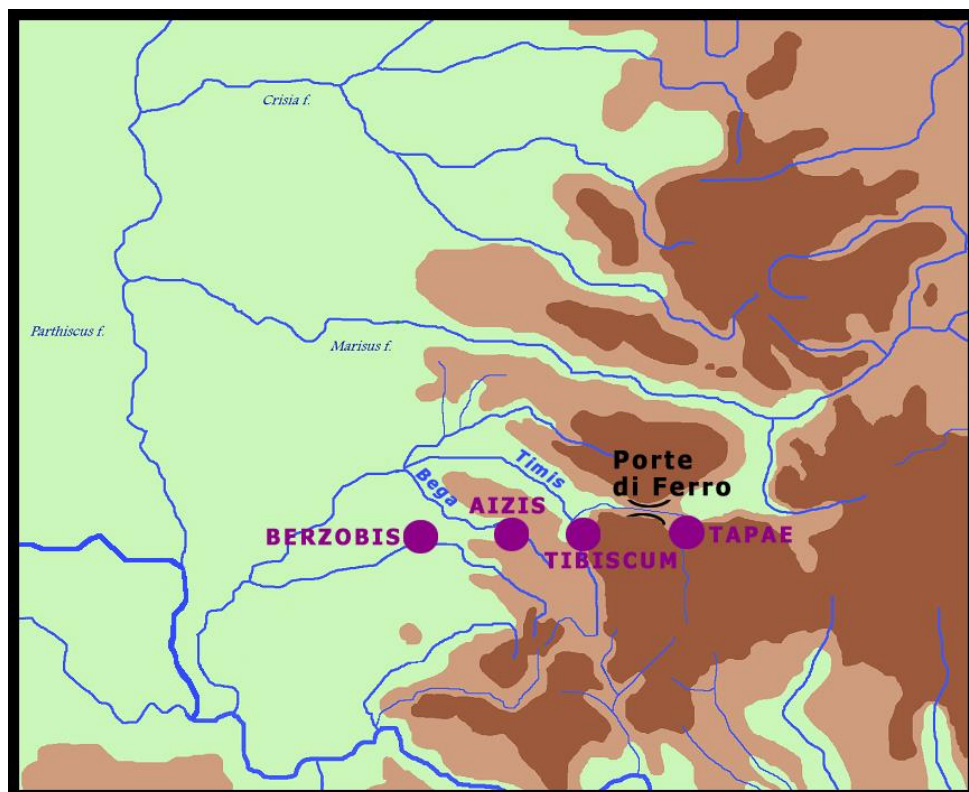 Crisia f.
Parthiscus f.
Marisus f.
Timis
Porte
di Ferro
Bega
AIZIS
BERZOBIS
TAPAE
TIBISCUM